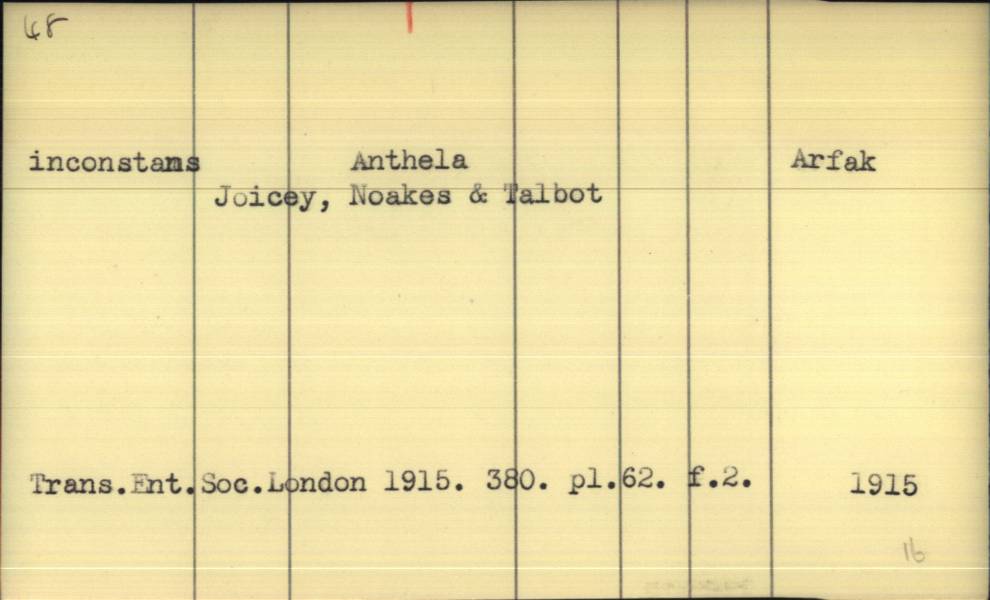 48
inconstans Anthela Arfak
Joicey, Noakes & Talbot
Trans.Ent.Soc.London 1915. 380. pl.62. f.2. 1915
16